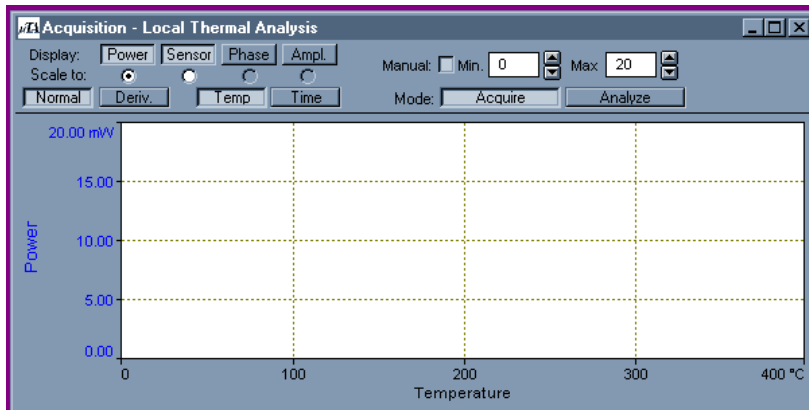 µTA Acquisition - Local Thermal Analysis
Display: Power Sensor Phase Ampl.
Manual: Min. 0 Max 20
Scale to:
Normal Deriv. Temp Time Mode: Acquire Analyze
20.00 mW
15.00
10.00
5.00
0.00
Power
0 100 200 300 400 °C
Temperature